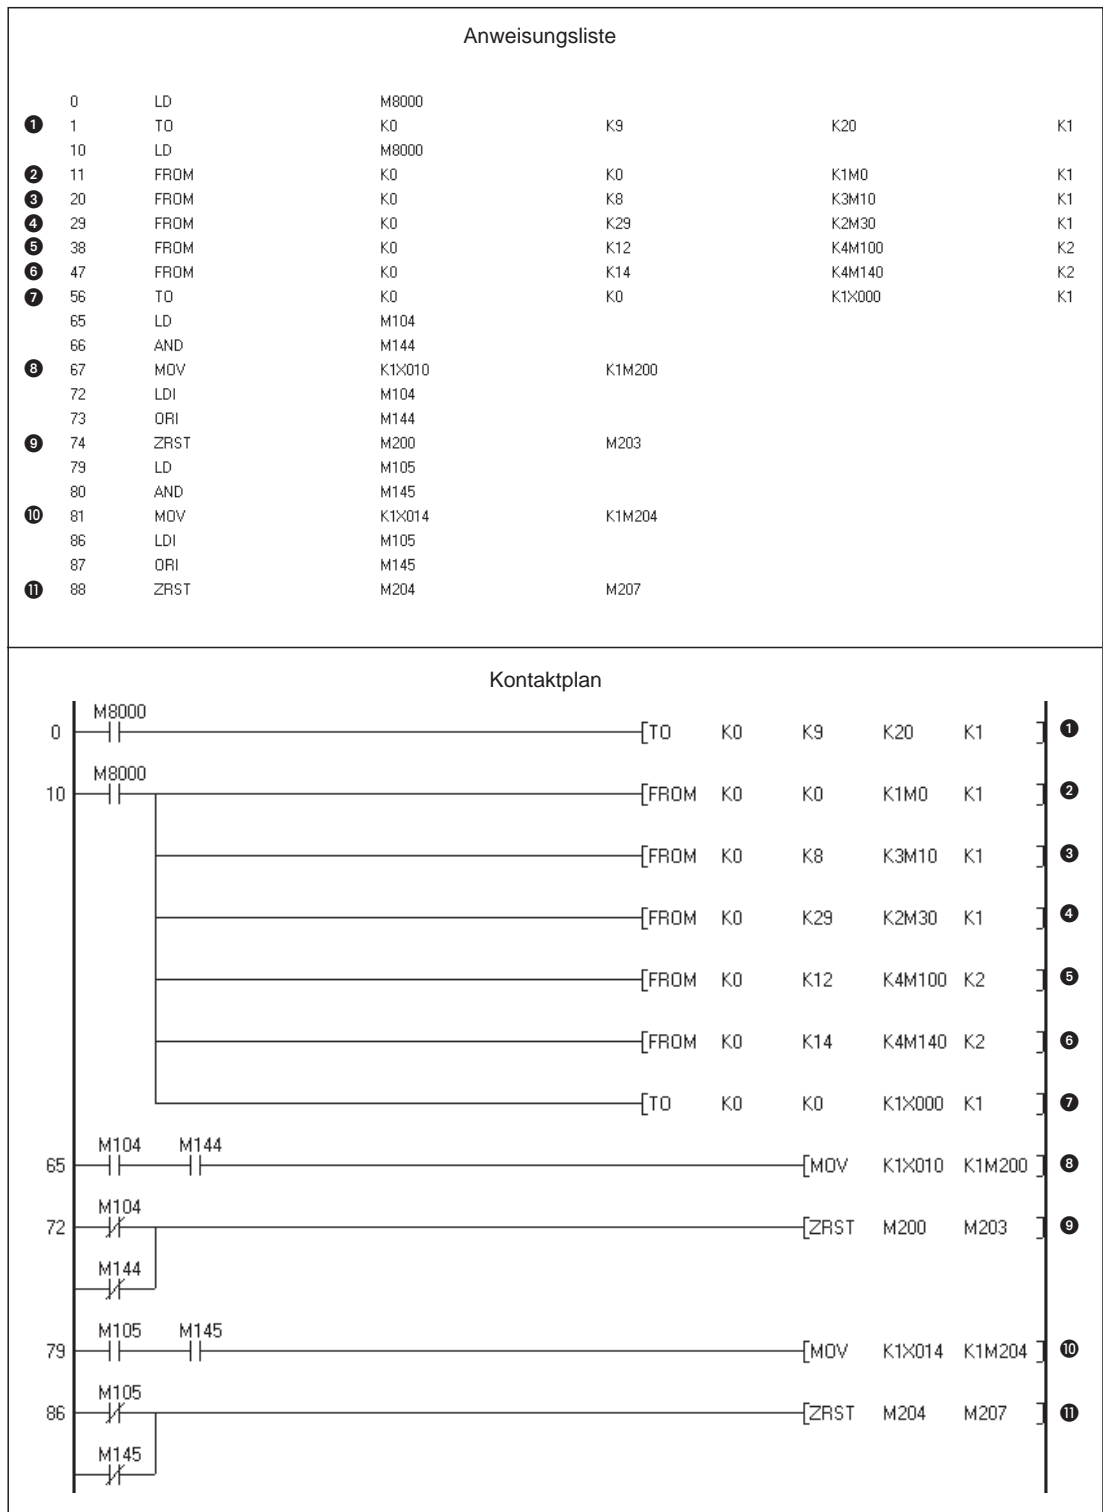 Anweisungsliste
0 LD M8000
❶ 1 TO K0 K9 K20 K1
10 LD M8000
❷ 11 FROM K0 K0 K1M0 K1
❸ 20 FROM K0 K8 K3M10 K1
❹ 29 FROM K0 K29 K2M30 K1
❺ 38 FROM K0 K12 K4M100 K2
❻ 47 FROM K0 K14 K4M140 K2
❼ 56 TO K0 K0 K1X000 K1
65 LD M104
66 AND M144
❽ 67 MOV K1X010 K1M200
72 LDI M104
73 ORI M144
❾ 74 ZRST M200 M203
79 LD M105
80 AND M145
❿ 81 MOV K1X014 K1M204
86 LDI M105
87 ORI M145
⓫ 88 ZRST M204 M207
Kontaktplan
M8000
0 [TO K0 K9 K20 K1 ] ❶
M8000
10 [FROM K0 K0 K1M0 K1 ] ❷
[FROM K0 K8 K3M10 K1 ] ❸
[FROM K0 K29 K2M30 K1 ] ❹
[FROM K0 K12 K4M100 K2 ] ❺
[FROM K0 K14 K4M140 K2 ] ❻
[TO K0 K0 K1X000 K1 ] ❼
M104 M144
65 [MOV K1X010 K1M200 ] ❽
M104
72 [ZRST M200 M203 ] ❾
M144
M105 M145
79 [MOV K1X014 K1M204 ] ❿
M105
86 [ZRST M204 M207 ] ⓫
M145